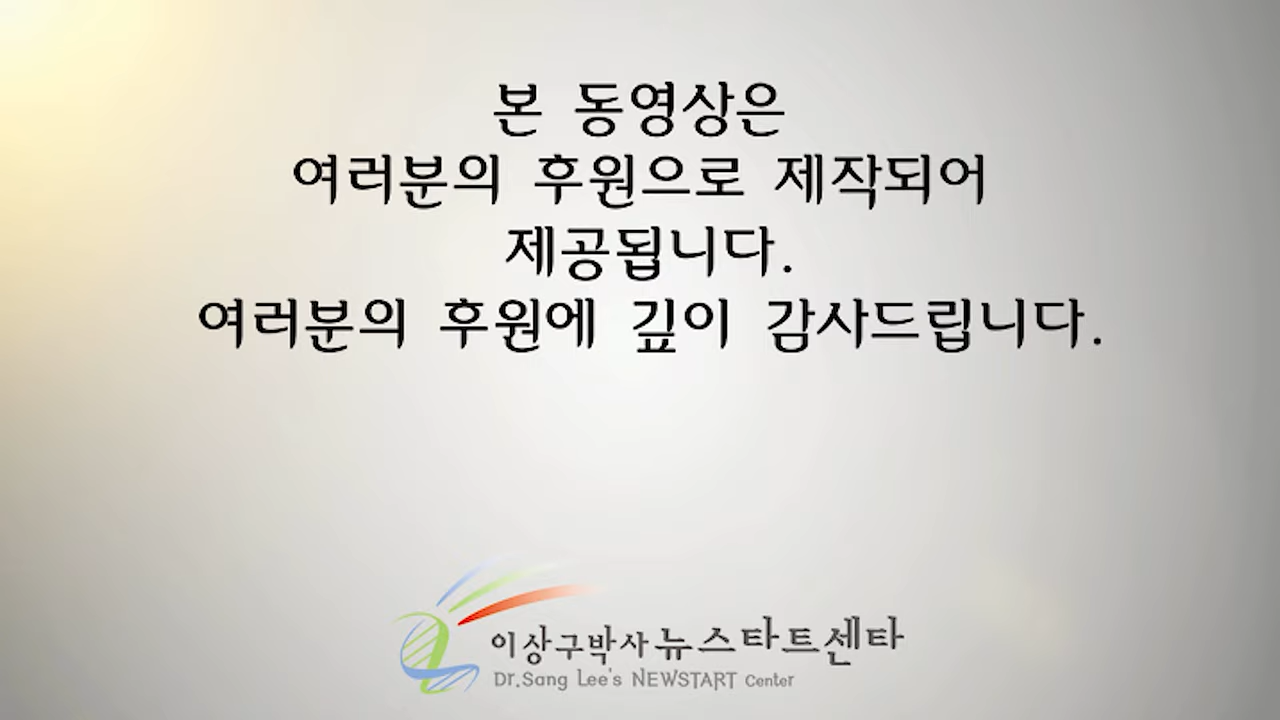 본 동영상은
여러분의 후원으로 제작되어
제공됩니다.
여러분의 후원에 깊이 감사드립니다.
이상구박사 뉴스타트센타
Dr.Sang Lee's NEWSTART Center